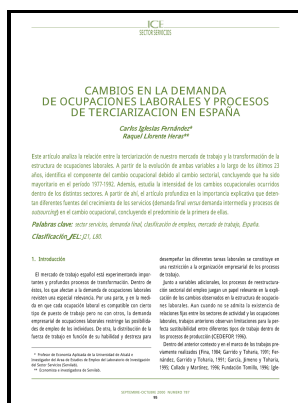 ICE
SECTOR SERVICIOS
CAMBIOS EN LA DEMANDA
DE OCUPACIONES LABORALES Y PROCESOS
DE TERCIARIZACION EN ESPAÑA
Carlos Iglesias Fernández*
Raquel Llorente Heras**
Este artículo analiza la relación entre la terciarización de nuestro mercado de trabajo y la transformación de la
estructura de ocupaciones laborales. A partir de la evolución de ambas variables a lo largo de los últimos 23
años, identifica el componente del cambio ocupacional debido al cambio sectorial, concluyendo que ha sido
mayoritario en el período 1977-1992. Además, estudia la intensidad de los cambios ocupacionales ocurridos
dentro de los distintos sectores. A partir de ahí, el artículo profundiza en la importancia explicativa que deten-
tan diferentes fuentes del crecimiento de los servicios (demanda final versus demanda intermedia y proceso de
outsourcing) en el cambio ocupacional, concluyendo el predominio de la primera de ellas.
Palabras clave: sector servicios, demanda final, clasificación de empleos, mercado de trabajo, España.
Clasificación JEL: J21, L80.
1. Introducción
El mercado de trabajo español está experimentando impor-
tantes y profundos procesos de transformación. Dentro de
éstos, los que afectan a la demanda de ocupaciones laborales
revisten una especial relevancia. Por una parte, y en la medi-
da en que cada ocupación laboral es compatible con cierto
tipo de puesto de trabajo pero no con otros, la demanda
empresarial de ocupaciones laborales restringe las posibilida-
des de empleo de los individuos. De otra, la distribución de la
fuerza de trabajo en función de su habilidad y destreza para
* Profesor de Economía Aplicada de la Universidad de Alcalá e
investigador del Area de Estudios de Empleo del Laboratorio de Investigación
del Sector Servicios (Servilab).
** Economista e investigadora de Servilab.
desempeñar las diferentes tareas laborales se constituye en
una restricción a la organización empresarial de los procesos
de trabajo.
Junto a variables adicionales, los procesos de reestructura-
ción sectorial del empleo juegan un papel relevante en la expli-
cación de los cambios observados en la estructura de ocupacio-
nes laborales. Aun cuando no se admita la existencia de
relaciones fijas entre los sectores de actividad y las ocupaciones
laborales, trabajos anteriores observan limitaciones para la per-
fecta sustituibilidad entre diferentes tipos de trabajo dentro de
los procesos de producción (CEDEFOP, 1996).
Dentro del anterior contexto y en el marco de los trabajos pre-
viamente realizados (Fina, 1984; Garrido y Toharia, 1991; Fer-
nández, Garrido y Toharia, 1991; García, Jimeno y Toharia,
1995; Collado y Martínez, 1996; Fundación Tomillo, 1996; Igle
SEPTIEMBRE-OCTUBRE 2000 NUMERO 787